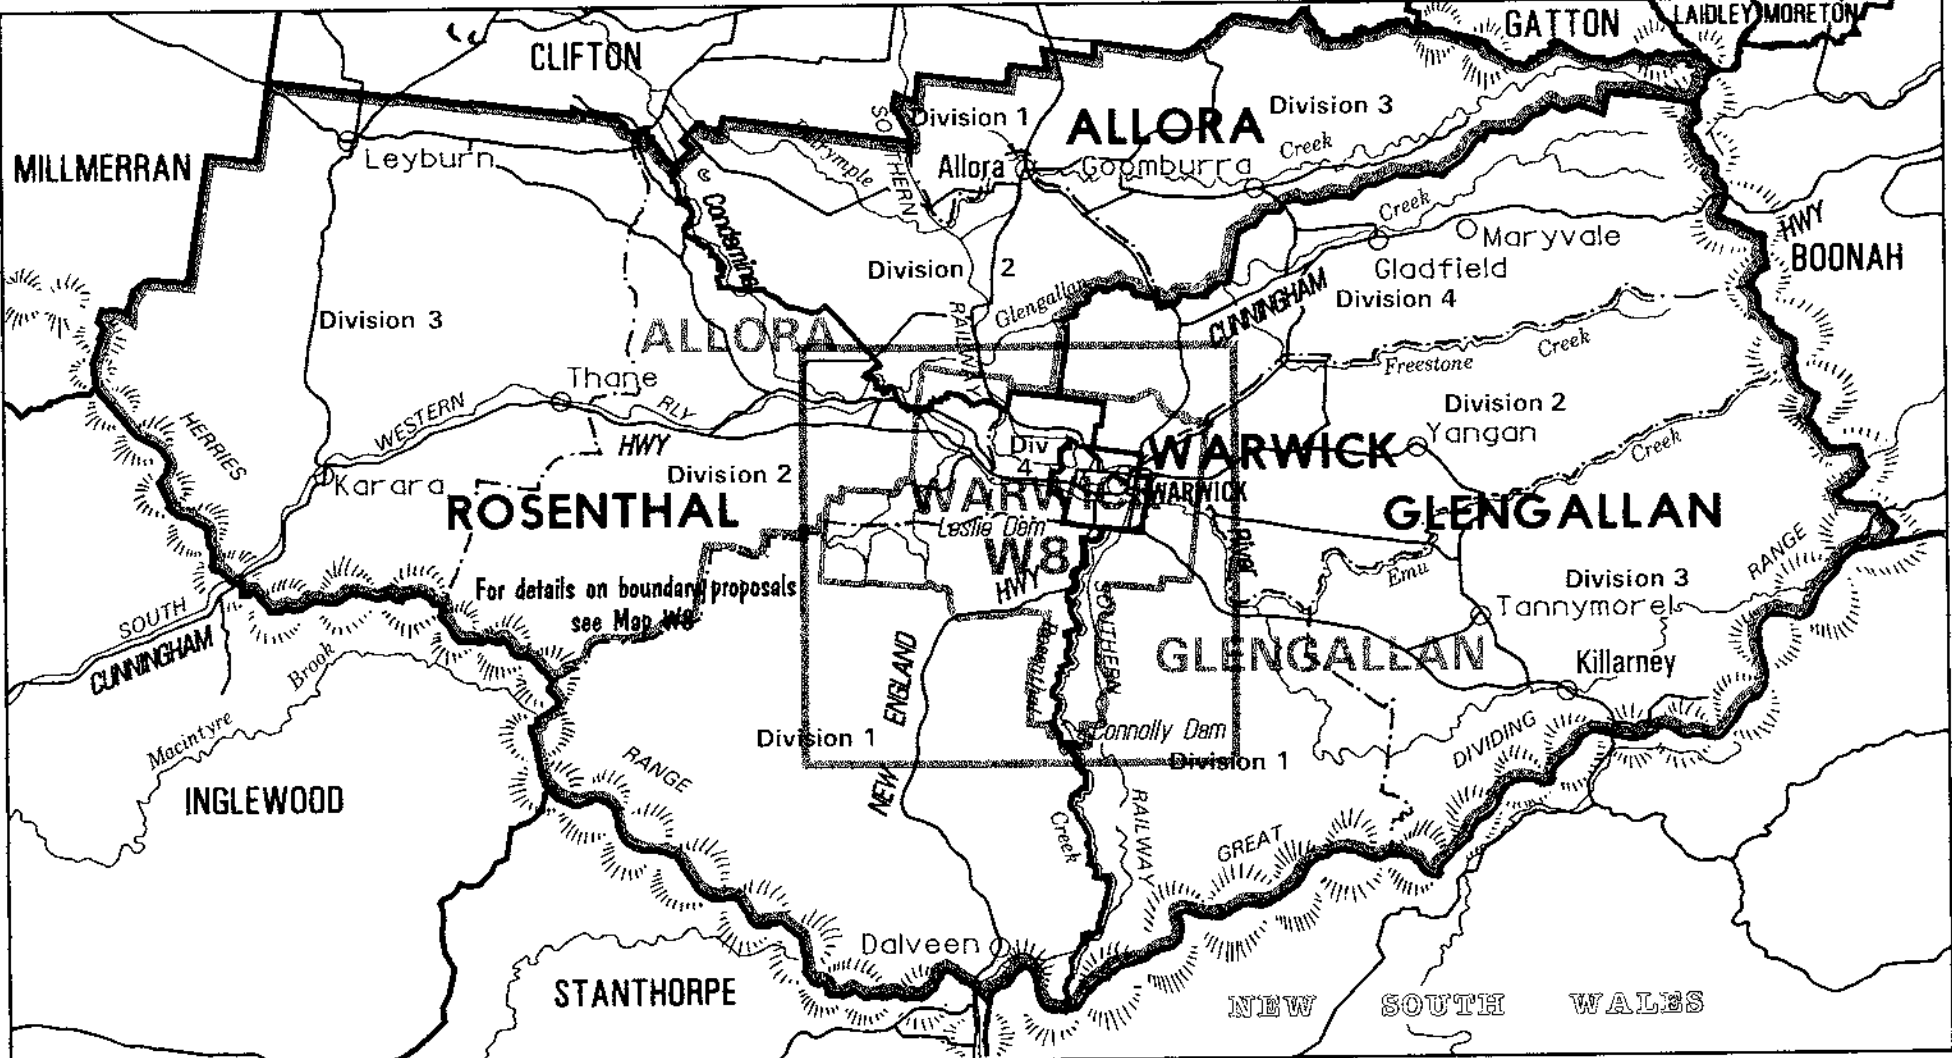 GATTON
LAIDLEY
MORETON
CLIFTON
SOUTHERN
Division 1
ALLORA
Division 3
MILLMERRAN
Leyburn
Allora
Goomburra
Creek
Condamine
Creek
HWY
Maryvale
BOONAH
Division 2
Gladfield
Glengallan
RAILWAY
CUNNINGHAM
Division 4
Division 3
ALLORA
Freestone
Creek
Thane
HERRIES
WESTERN
RLY
Division 2
HWY
Div
4
WARWICK
Yangan
Creek
Division 2
Karara
ROSENTHAL
WARWICK
WARWICK
GLENGALLAN
Leslie Dam
W8
River
RANGE
For details on boundary proposals
see Map W8
HWY
Emu
Division 3
SOUTH
Tannymorel
CUNNINGHAM
SOUTHERN
GLENGALLAN
Brook
ENGLAND
Rosenthal
Killarney
Macintyre
Division 1
Connolly Dam
DIVIDING
RANGE
Division 1
INGLEWOOD
NEW
RAILWAY
Creek
GREAT
Dalveen
STANTHORPE
NEW SOUTH WALES